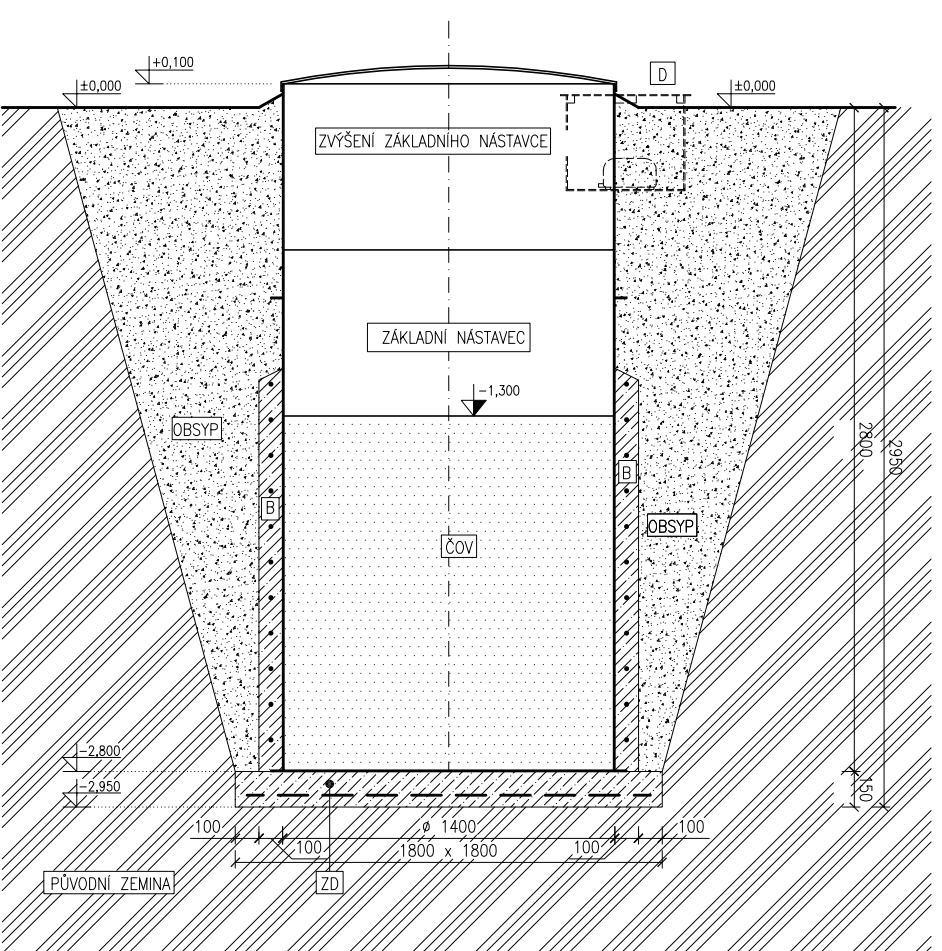 +0,100
±0,000
D
±0,000
ZVÝŠENÍ ZÁKLADNÍHO NÁSTAVCE
ZÁKLADNÍ NÁSTAVEC
-1,300
OBSYP
2800
2950
B
B
OBSYP
ČOV
-2,800
-2,950
150
100
ø 1400
100
100
1800 x 1800
100
PŮVODNÍ ZEMINA
ZD